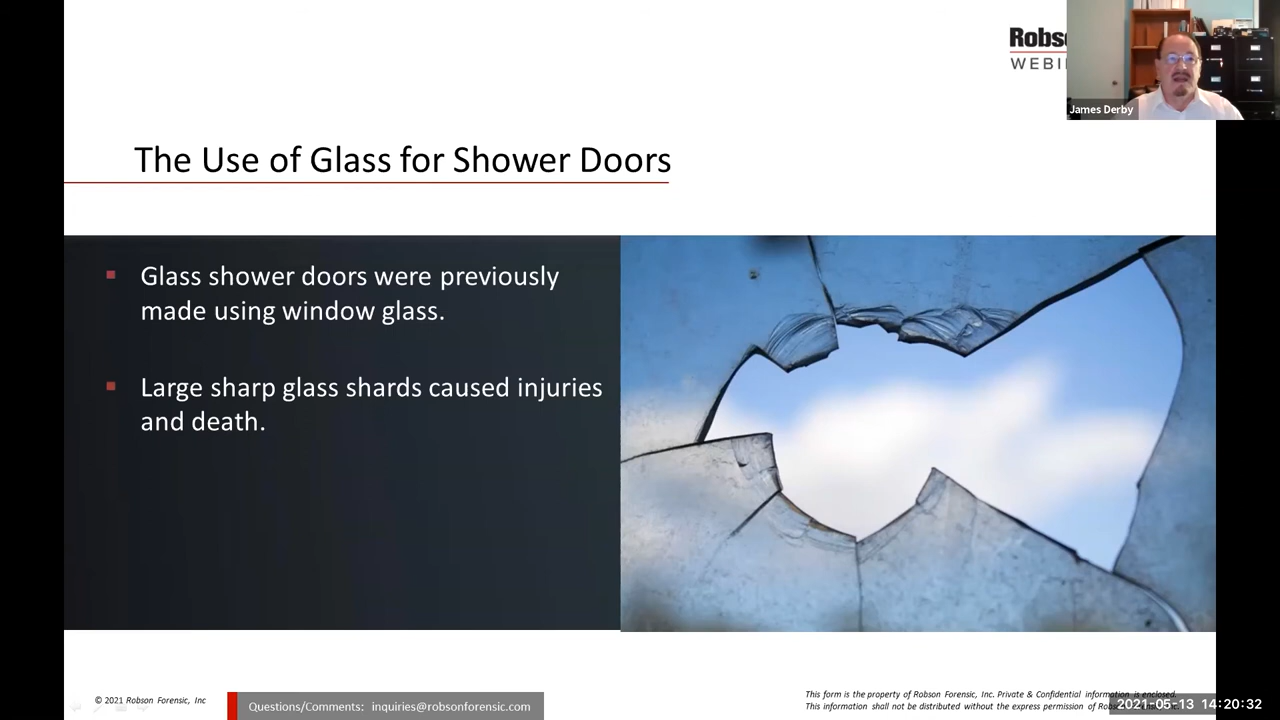 Robs
WEBI
James Derby
The Use of Glass for Shower Doors
▪ Glass shower doors were previously
made using window glass.
▪ Large sharp glass shards caused injuries
and death.
© 2021 Robson Forensic, Inc
Questions/Comments: inquiries@robsonforensic.com
This form is the property of Robson Forensic, Inc. Private & Confidential information is enclosed.
This information shall not be distributed without the express permission of Robs
2021-05-13 14:20:32